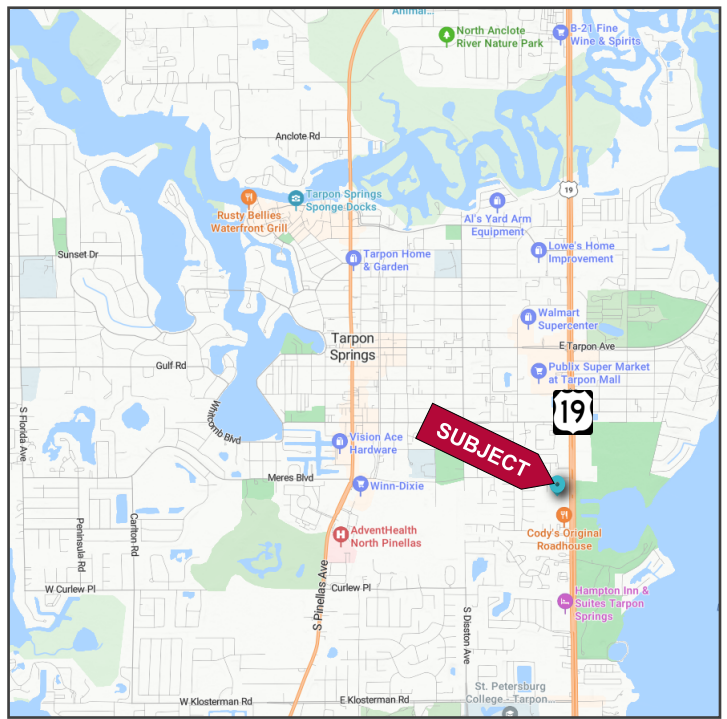 Animal...
North Anclote
River Nature Park
B-21 Fine
Wine & Spirits
Anclote Rd
19
Tarpon Springs
Sponge Docks
Rusty Bellies
Waterfront Grill
Al's Yard Arm
Equipment
Sunset Dr
Tarpon Home
& Garden
Lowe's Home
Improvement
Walmart
Supercenter
Tarpon
Springs
E Tarpon Ave
Gulf Rd
Publix Super Market
at Tarpon Mall
19
S Florida Ave
Whitcomb Blvd
Vision Ace
Hardware
SUBJECT
Meres Blvd
Winn-Dixie
Peninsula Rd
Carlton Rd
AdventHealth
North Pinellas
Cody's Original
Roadhouse
W Curlew Pl
S Pinellas Ave
Curlew Pl
Hampton Inn &
Suites Tarpon
Springs
S Disston Ave
St. Petersburg
College - Tarpon...
W Klosterman Rd
E Klosterman Rd